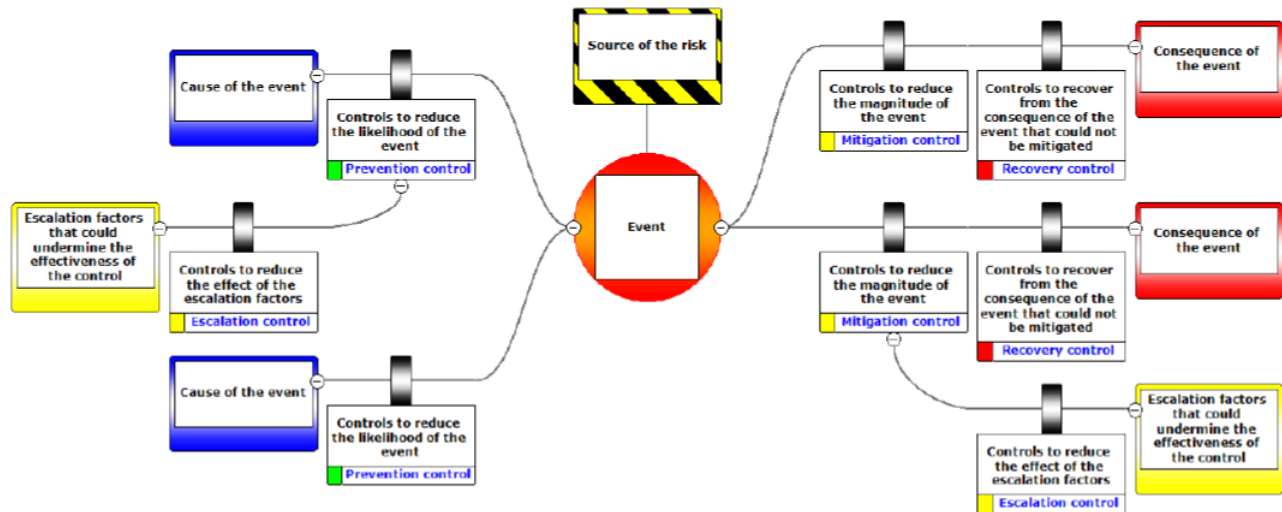 Source of the risk
Cause of the event
Controls to reduce
the likelihood of the
event
Prevention control
Escalation factors
that could
undermine the
effectiveness of
the control
Controls to reduce
the effect of the
escalation factors
Escalation control
Cause of the event
Controls to reduce
the likelihood of the
event
Prevention control
Event
Controls to reduce
the magnitude of
the event
Mitigation control
Controls to recover
from the
consequence of the
event that could not
be mitigated
Recovery control
Consequence of
the event
Controls to reduce
the magnitude of
the event
Mitigation control
Controls to recover
from the
consequence of the
event that could not
be mitigated
Recovery control
Consequence of
the event
Controls to reduce
the effect of the
escalation factors
Escalation control
Escalation factors
that could
undermine the
effectiveness of
the control